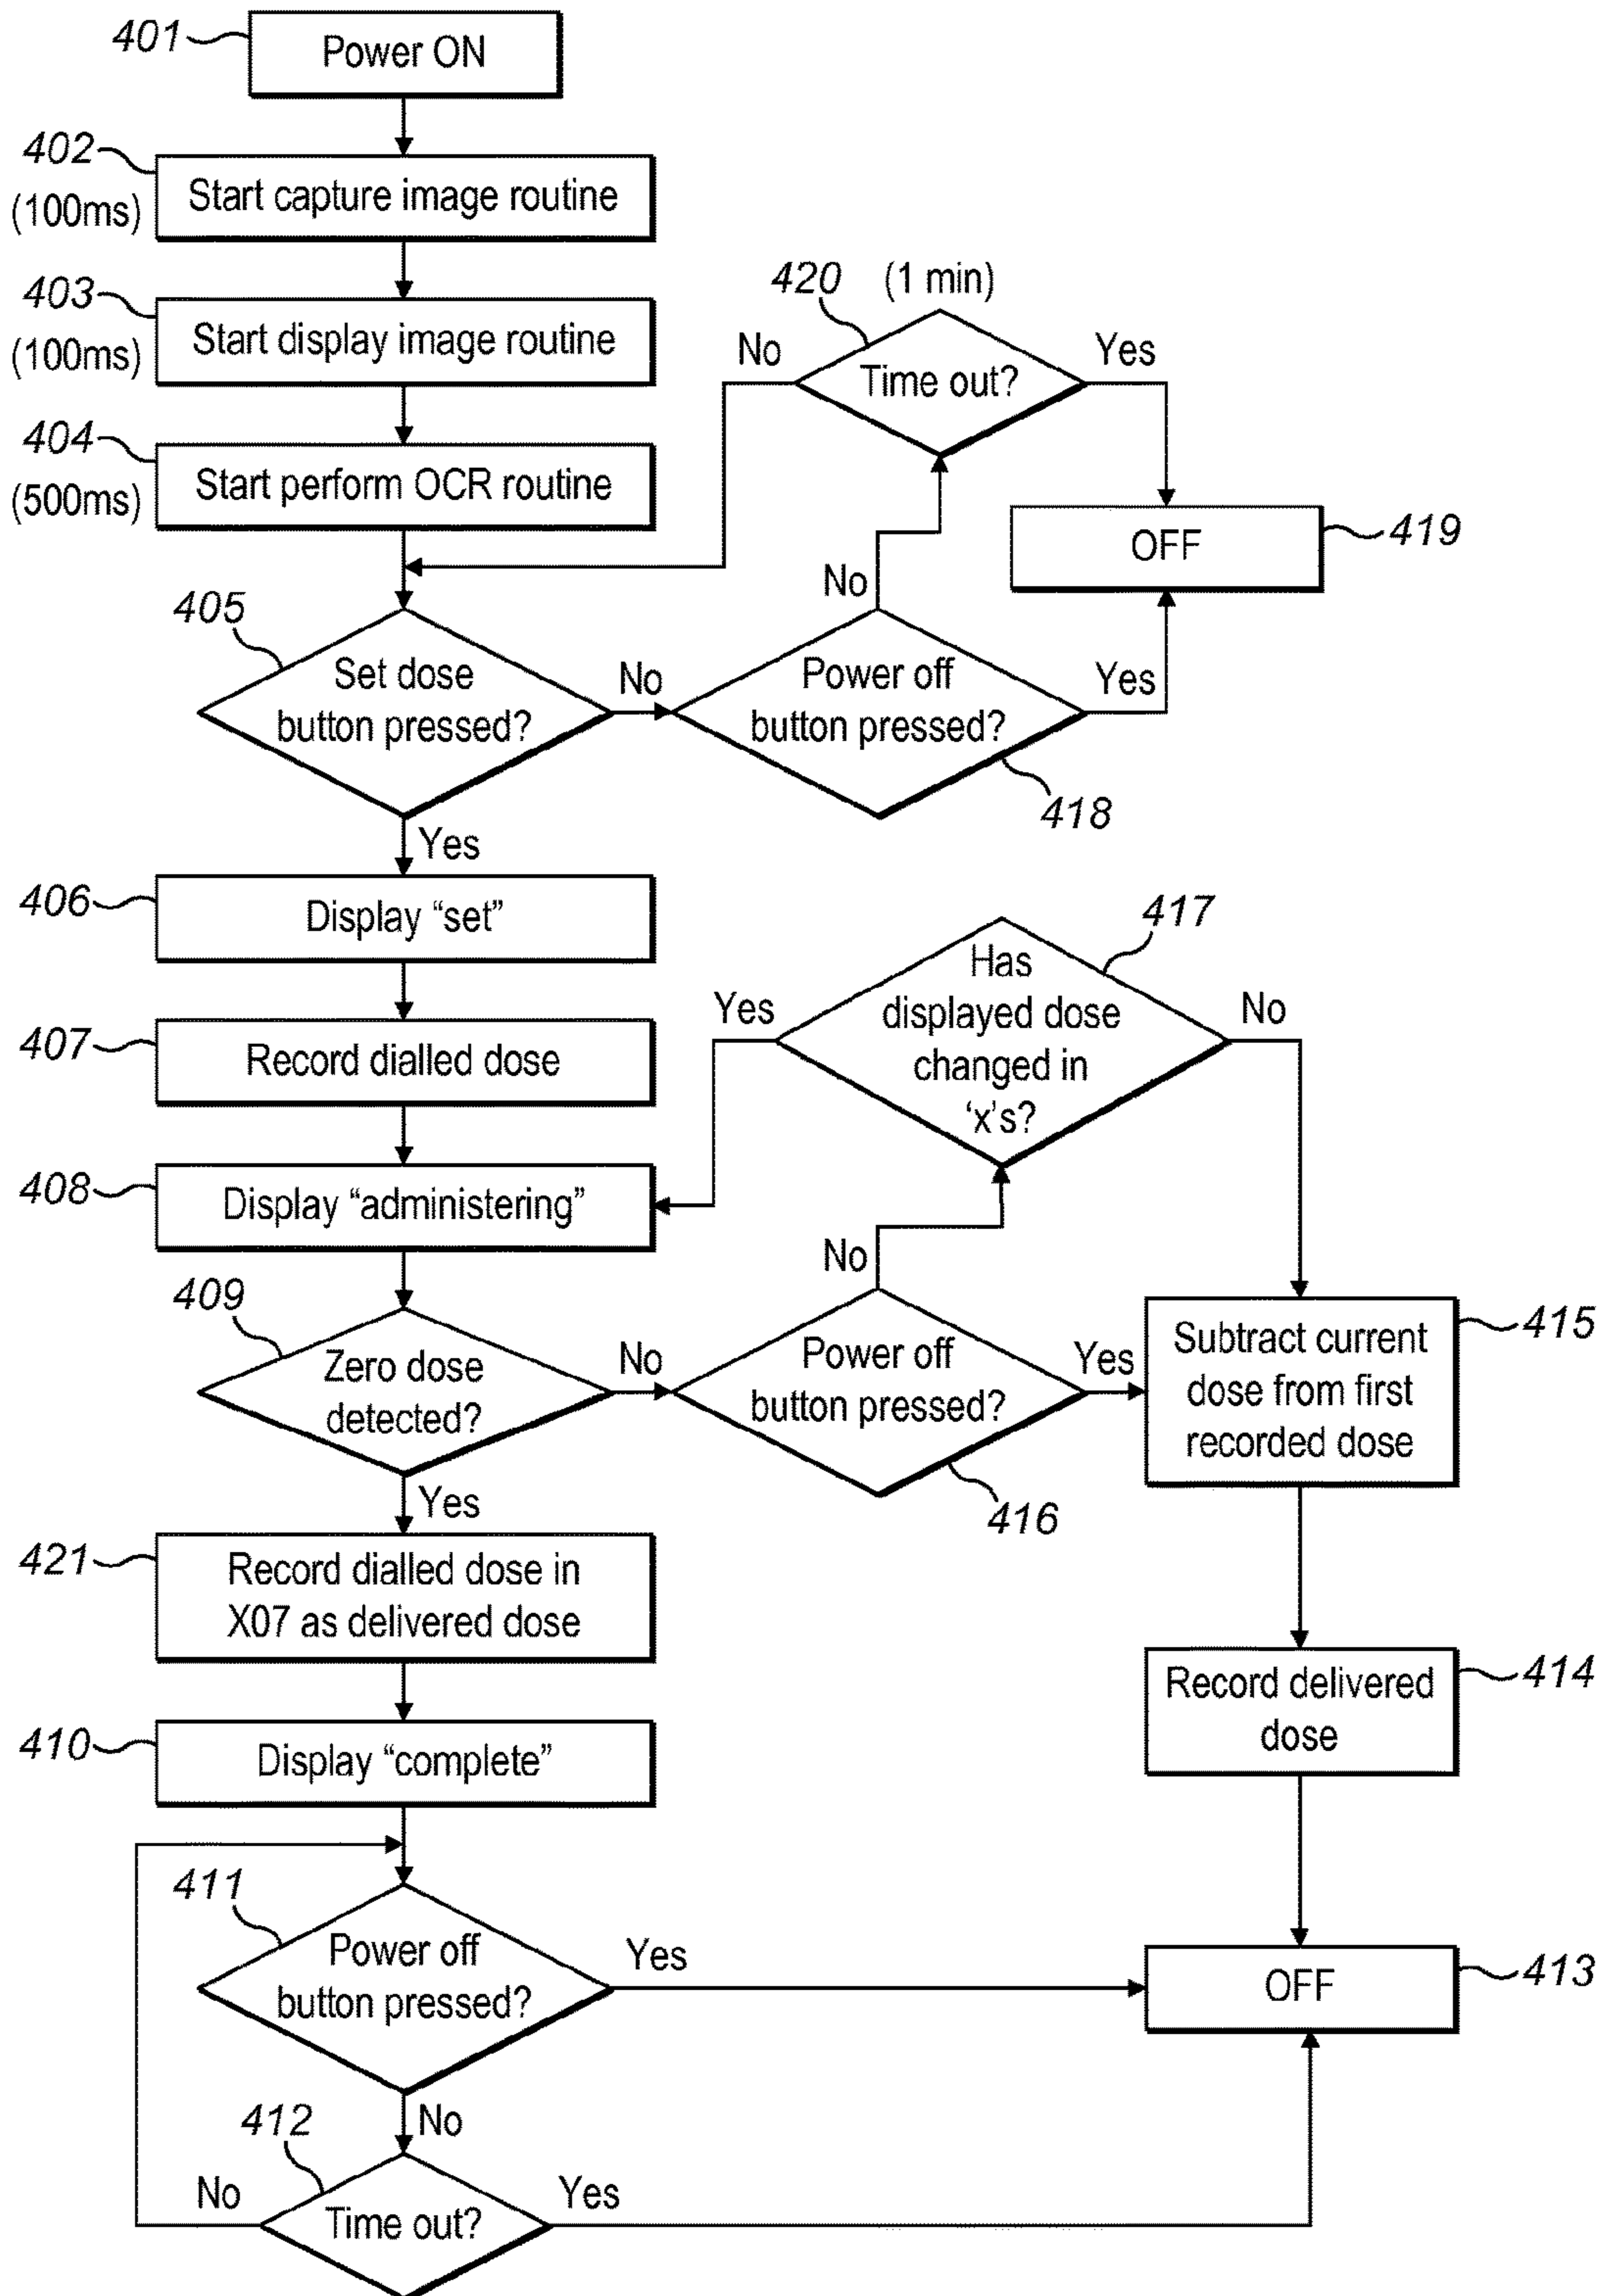 401
Power ON
402
(100ms)
Start capture image routine
403
(100ms)
Start display image routine
420
(1 min)
No
Time out?
Yes
404
(500ms)
Start perform OCR routine
OFF
419
405
Set dose
button pressed?
No
No
Power off
button pressed?
Yes
418
Yes
406
Display “set”
417
Has
displayed dose
changed in
‘x’s?
Yes
No
407
Record dialled dose
408
Display “administering”
409
Zero dose
detected?
No
No
Power off
button pressed?
Yes
416
Subtract current
dose from first
recorded dose
415
Yes
421
Record dialled dose in
X07 as delivered dose
Record delivered
dose
414
410
Display “complete”
411
Power off
button pressed?
Yes
OFF
413
No
412
No
Time out?
Yes